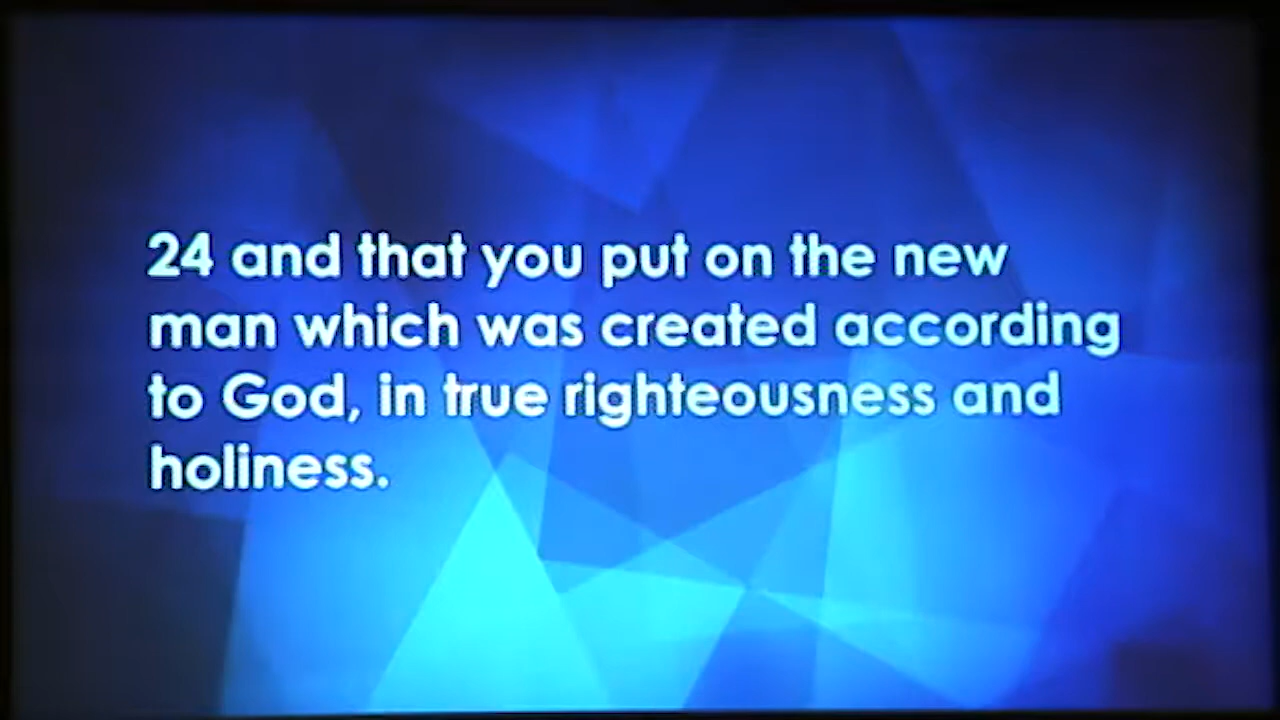 24 and that you put on the new
man which was created according
to God, in true righteousness and
holiness.